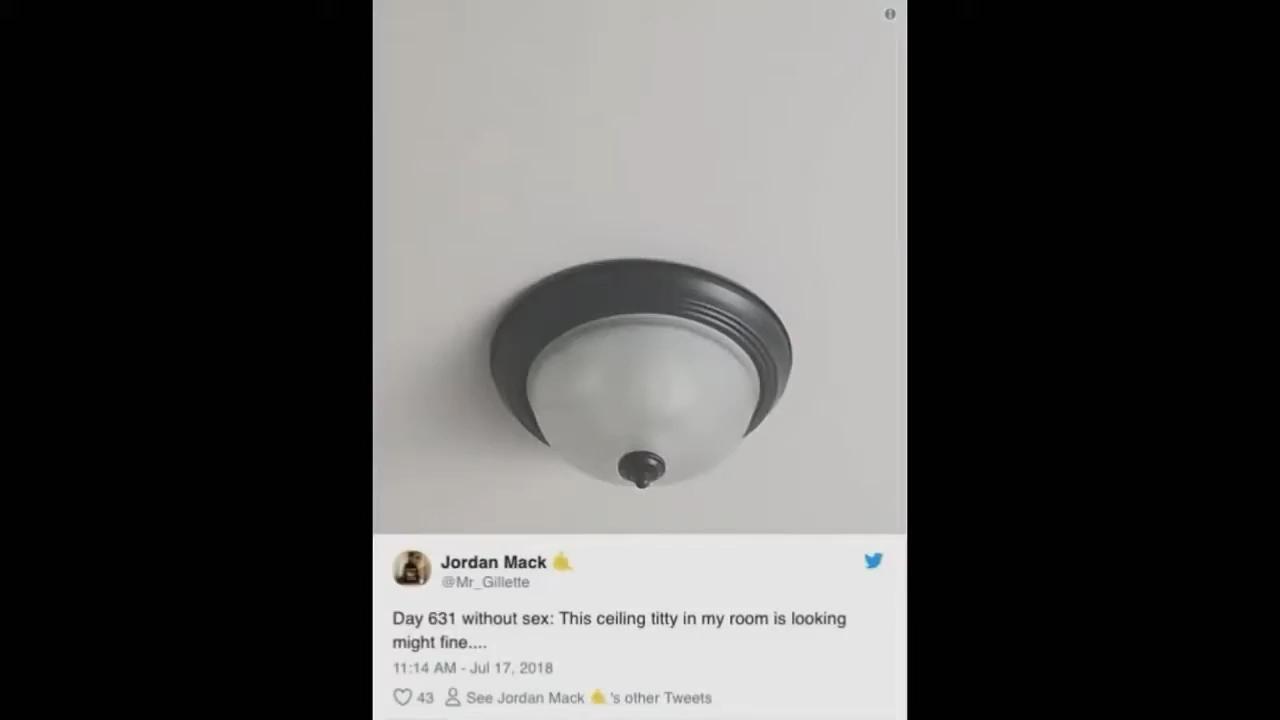 Jordan Mack
@Mr_Gillette
Day 631 without sex: This ceiling titty in my room is looking
might fine....
11:14 AM - Jul 17, 2018
43 See Jordan Mack 's other Tweets